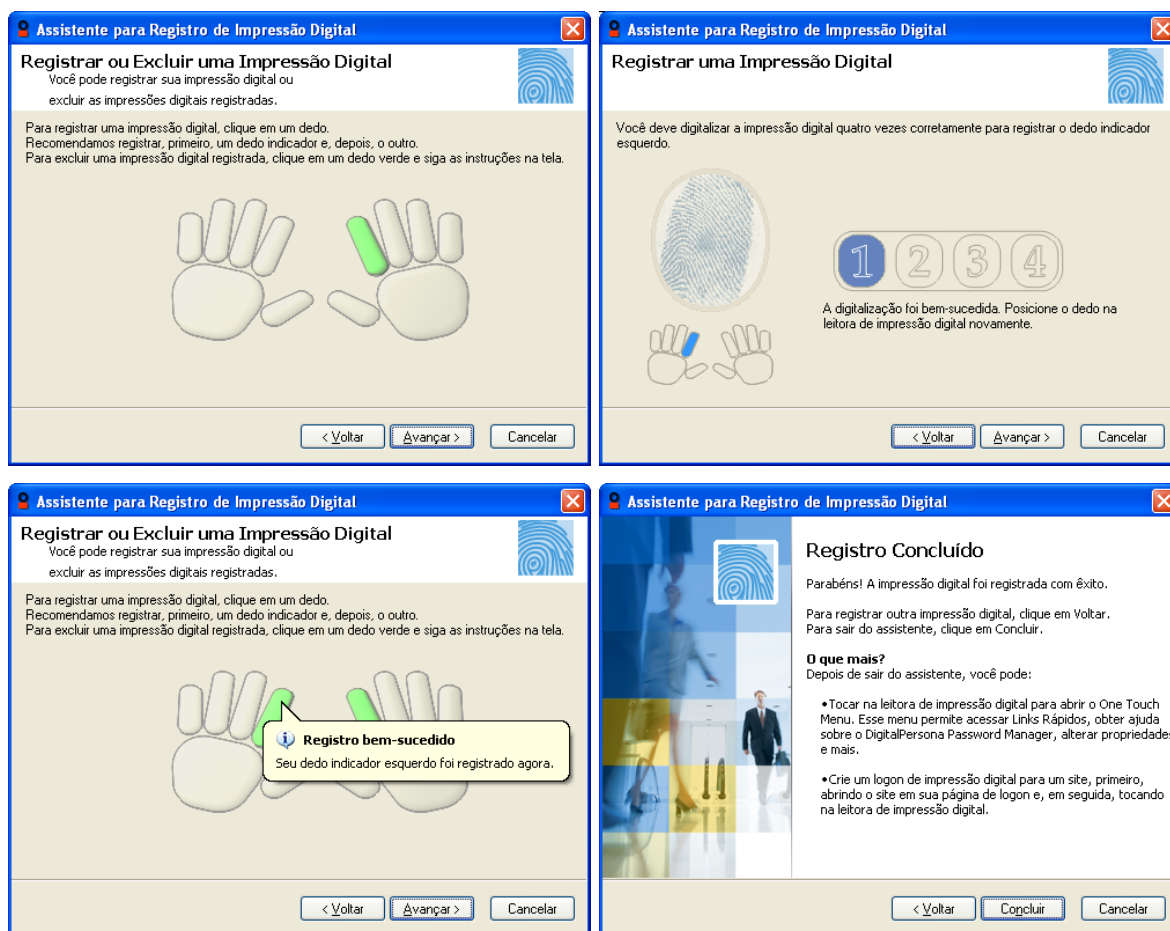 Assistente para Registro de Impressão Digital
Registrar ou Excluir uma Impressão Digital
Você pode registrar sua impressão digital ou
excluir as impressões digitais registradas.
Para registrar uma impressão digital, clique em um dedo.
Recomendamos registrar, primeiro, um dedo indicador e, depois, o outro.
Para excluir uma impressão digital registrada, clique em um dedo verde e siga as instruções na tela.
< Voltar
Avançar >
Cancelar
Assistente para Registro de Impressão Digital
Registrar uma Impressão Digital
Você deve digitalizar a impressão digital quatro vezes corretamente para registrar o dedo indicador
esquerdo.
1 2 3 4
A digitalização foi bem-sucedida. Posicione o dedo na
leitora de impressão digital novamente.
< Voltar
Avançar >
Cancelar
Assistente para Registro de Impressão Digital
Registrar ou Excluir uma Impressão Digital
Você pode registrar sua impressão digital ou
excluir as impressões digitais registradas.
Para registrar uma impressão digital, clique em um dedo.
Recomendamos registrar, primeiro, um dedo indicador e, depois, o outro.
Para excluir uma impressão digital registrada, clique em um dedo verde e siga as instruções na tela.
Registro bem-sucedido
Seu dedo indicador esquerdo foi registrado agora.
< Voltar
Avançar >
Cancelar
Assistente para Registro de Impressão Digital
Registro Concluído
Parabéns! A impressão digital foi registrada com êxito.
Para registrar outra impressão digital, clique em Voltar.
Para sair do assistente, clique em Concluir.
O que mais?
Depois de sair do assistente, você pode:
•Tocar na leitora de impressão digital para abrir o One Touch
Menu. Esse menu permite acessar Links Rápidos, obter ajuda
sobre o DigitalPersona Password Manager, alterar propriedades
e mais.
•Crie um logon de impressão digital para um site, primeiro,
abrindo o site em sua página de logon e, em seguida, tocando
na leitora de impressão digital.
< Voltar
Concluir
Cancelar